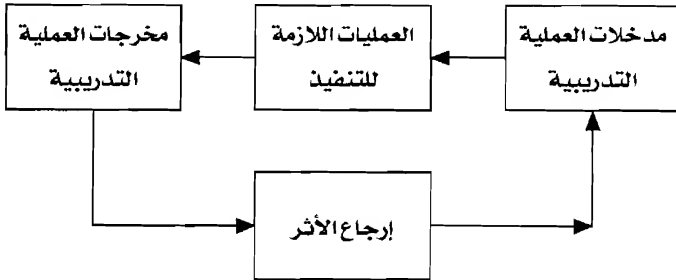 مدخلات العملية
التدريبية
العمليات اللازمة
للتنفيذ
مخرجات العملية
التدريبية
إرجاع الأثر